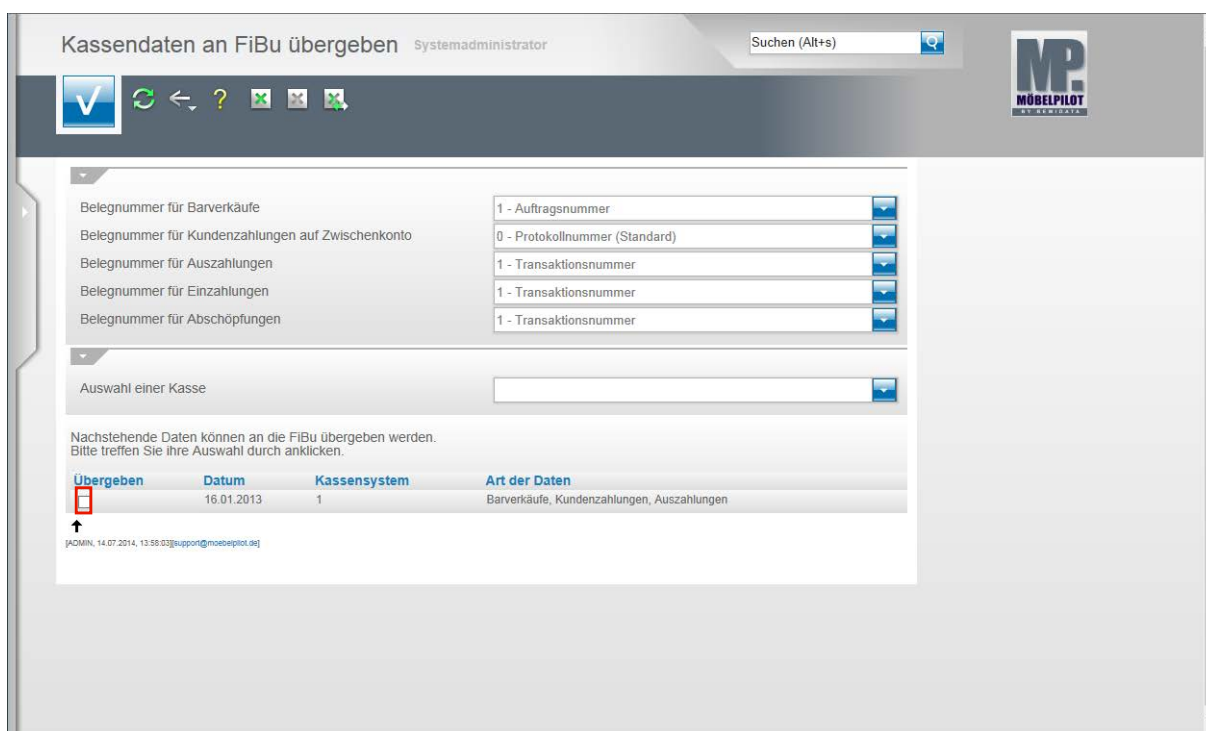 Kassendaten an FiBu übergeben Systemadministrator
Suchen (Alt+s)
MP.
MÖBELPILOT
BY BEMIDATA
Belegnummer für Barverkäufe 1 - Auftragsnummer
Belegnummer für Kundenzahlungen auf Zwischenkonto 0 - Protokollnummer (Standard)
Belegnummer für Auszahlungen 1 - Transaktionsnummer
Belegnummer für Einzahlungen 1 - Transaktionsnummer
Belegnummer für Abschöpfungen 1 - Transaktionsnummer
Auswahl einer Kasse
Nachstehende Daten können an die FiBu übergeben werden.
Bitte treffen Sie ihre Auswahl durch anklicken.
Übergeben Datum Kassensystem Art der Daten
16.01.2013 1 Barverkäufe, Kundenzahlungen, Auszahlungen
[ADMIN, 14.07.2014, 13:58:03][support@moebelpilot.de]